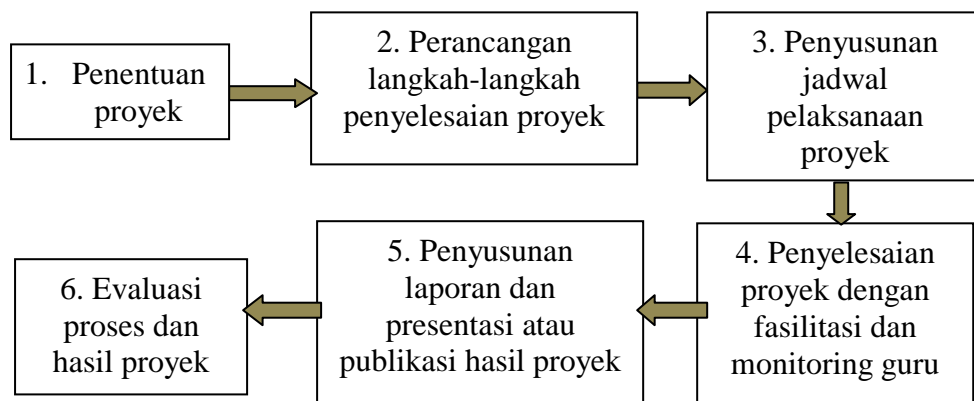 1. Penentuan
proyek
2. Perancangan
langkah-langkah
penyelesaian proyek
3. Penyusunan
jadwal
pelaksanaan
proyek
4. Penyelesaian
proyek dengan
fasilitasi dan
monitoring guru
5. Penyusunan
laporan dan
presentasi atau
publikasi hasil proyek
6. Evaluasi
proses dan
hasil proyek